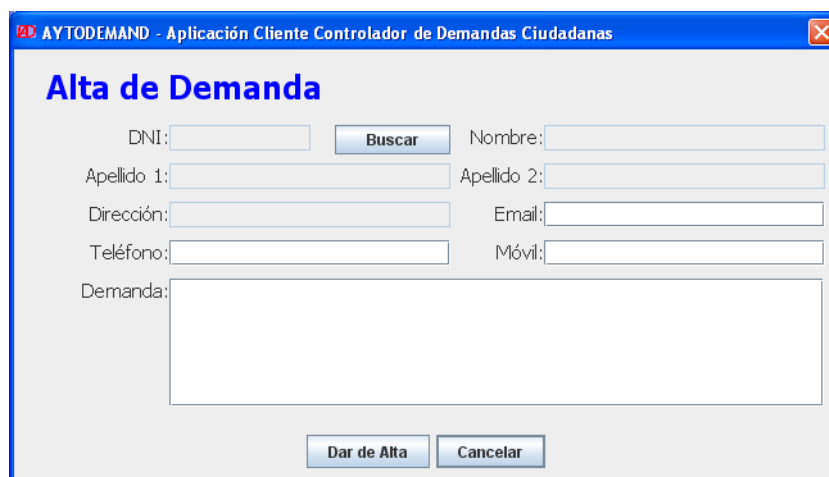 AYTODEMAND - Aplicación Cliente Controlador de Demandas Ciudadanas
Alta de Demanda
DNI: Buscar Nombre:
Apellido 1: Apellido 2:
Dirección: Email:
Teléfono: Móvil:
Demanda:
Dar de Alta Cancelar